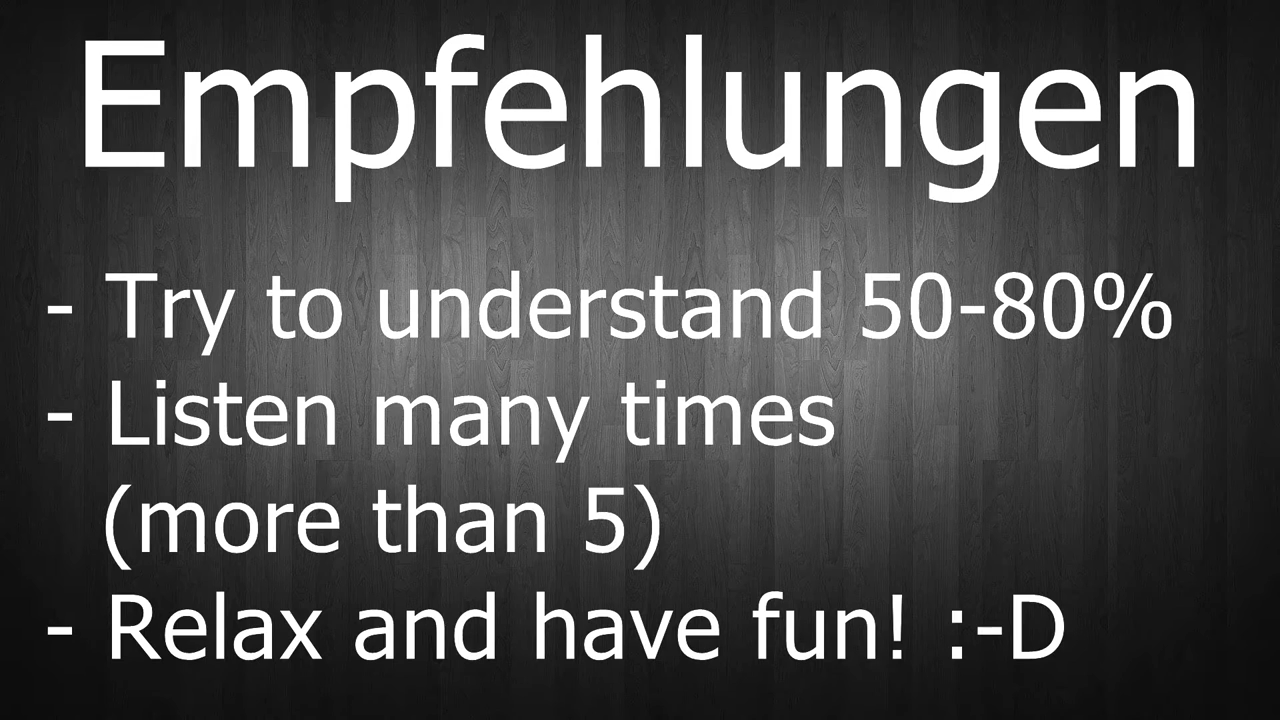 Empfehlungen
- Try to understand 50-80%
- Listen many times
(more than 5)
- Relax and have fun! :-D